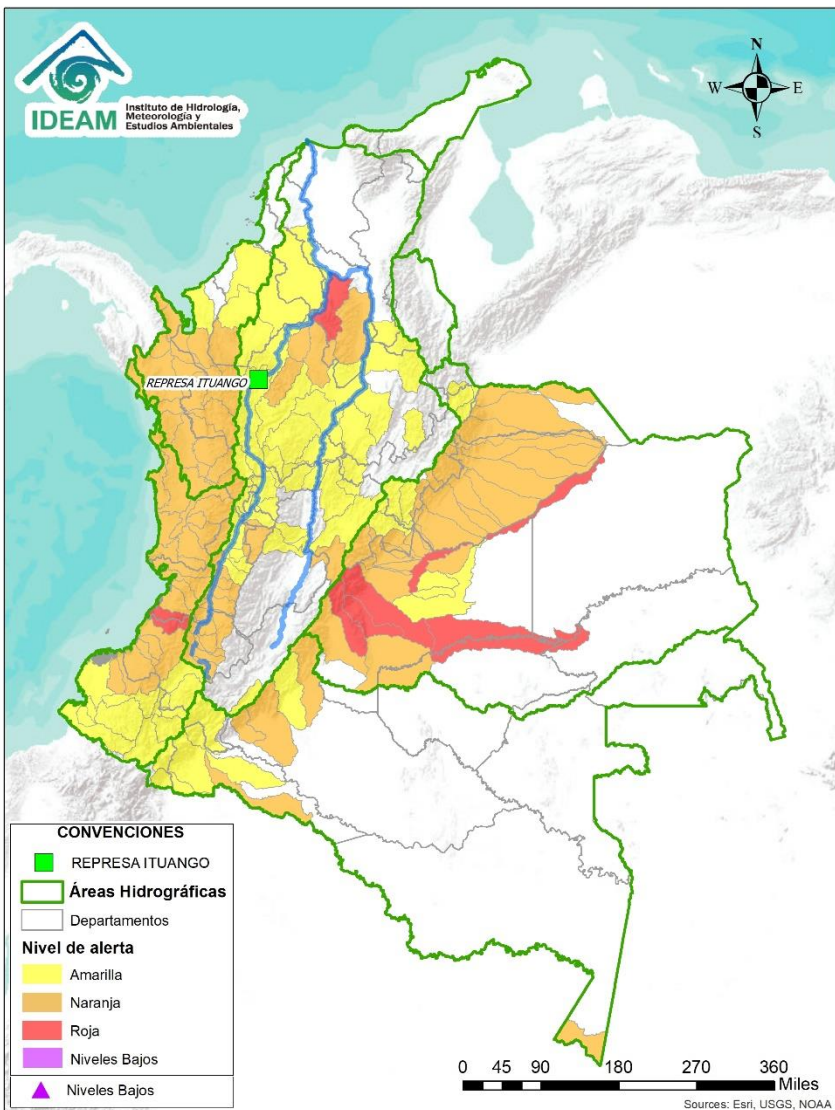 IDEAM
Instituto de Hidrología,
Meteorología y
Estudios Ambientales
N
W
E
S
REPRESA ITUANGO
CONVENCIONES
REPRESA ITUANGO
Áreas Hidrográficas
Departamentos
Nivel de alerta
Amarilla
Naranja
Roja
Niveles Bajos
Niveles Bajos
0 45 90 180 270 360
Miles
Sources: Esri, USGS, NOAA